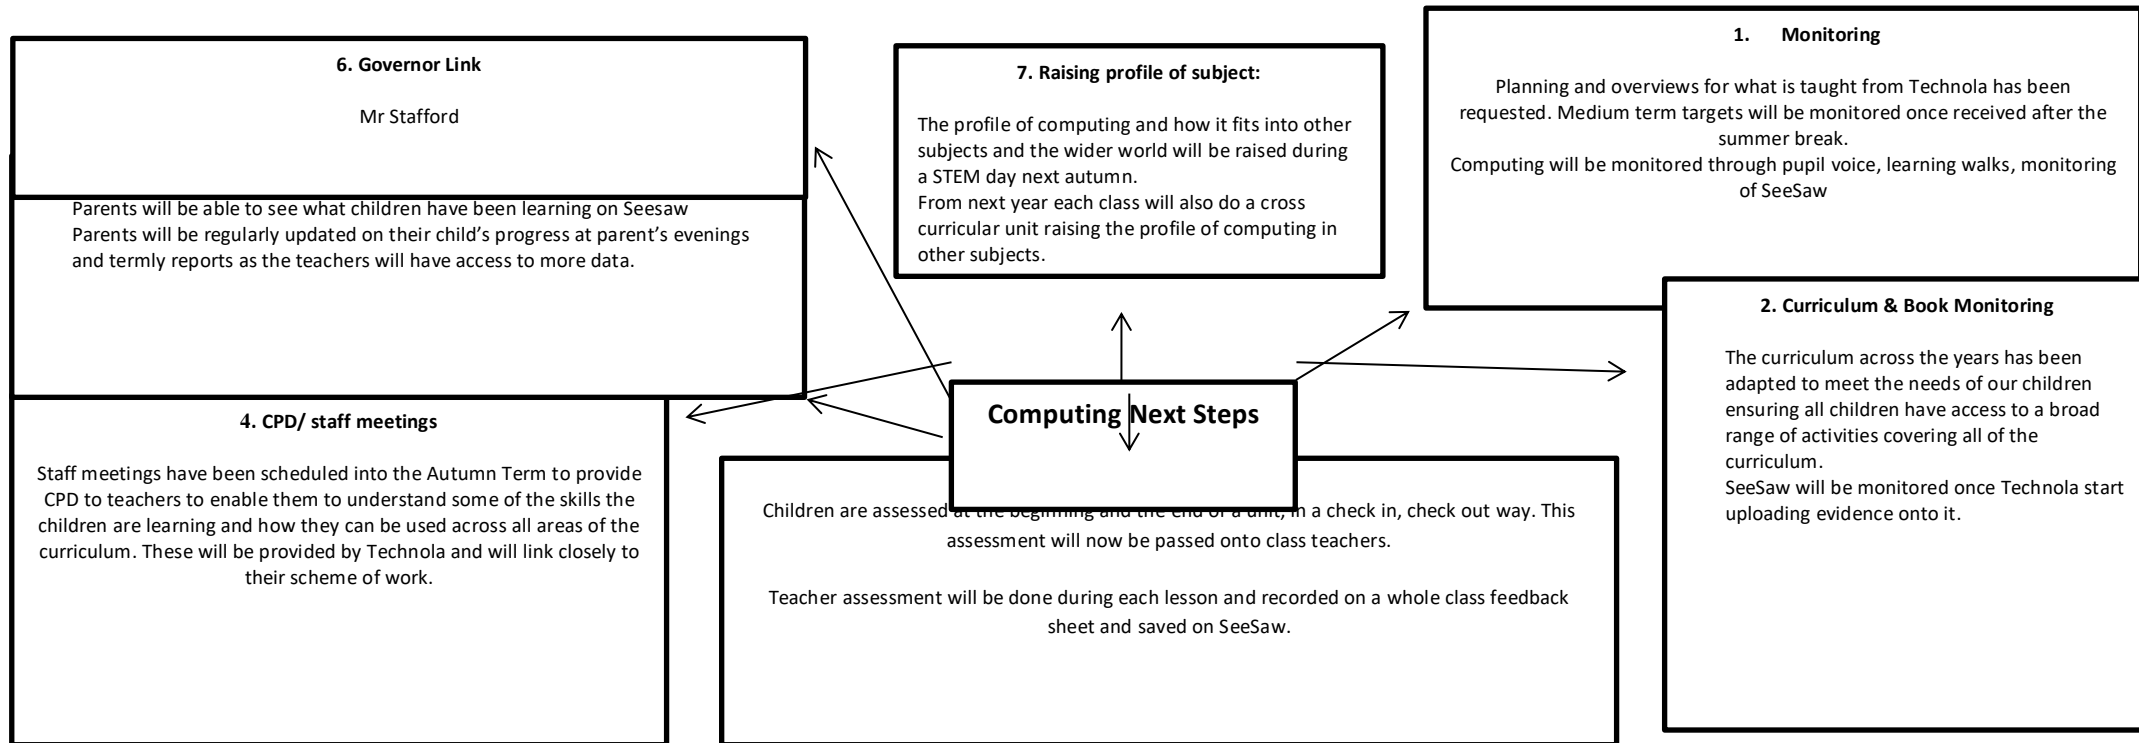 6. Governor Link
Mr Stafford
Parents will be able to see what children have been learning on Seesaw
Parents will be regularly updated on their child's progress at parent's evenings
and termly reports as the teachers will have access to more data.
4. CPD/ staff meetings
Staff meetings have been scheduled into the Autumn Term to provide
CPD to teachers to enable them to understand some of the skills the
children are learning and how they can be used across all areas of the
curriculum. These will be provided by Technola and will link closely to
their scheme of work.
7. Raising profile of subject:
The profile of computing and how it fits into other
subjects and the wider world will be raised during
a STEM day next autumn.
From next year each class will also do a cross
curricular unit raising the profile of computing in
other subjects.
Computing Next Steps
Children are assessed at the beginning and the end of a unit, in a check in, check out way. This
assessment will now be passed onto class teachers.
Teacher assessment will be done during each lesson and recorded on a whole class feedback
sheet and saved on SeeSaw.
1. Monitoring
Planning and overviews for what is taught from Technola has been
requested. Medium term targets will be monitored once received after the
summer break.
Computing will be monitored through pupil voice, learning walks, monitoring
of SeeSaw
2. Curriculum & Book Monitoring
The curriculum across the years has been
adapted to meet the needs of our children
ensuring all children have access to a broad
range of activities covering all of the
curriculum.
SeeSaw will be monitored once Technola start
uploading evidence onto it.